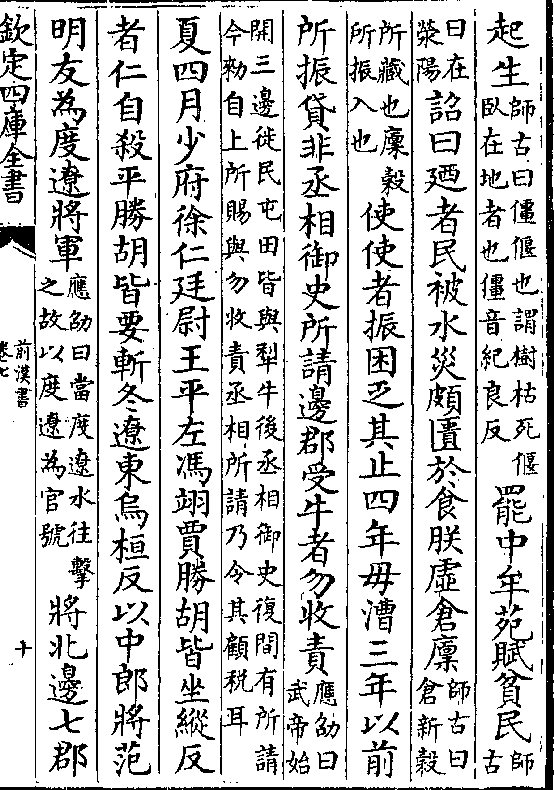 起生師古曰僵偃也謂樹枯死偃
臥在地者也僵音紀良反罷中牟苑賦貧民師
古
曰在
滎陽詔曰廼者民被水災頗匱於食朕虛倉廩師古曰
倉新榖
所藏也廩榖
所振入也使使者振困乏其止四年毋漕三年以前
所振貸非丞相御史所請邊郡受牛者勿收責應劭曰
武帝始
開三邊徙民屯田皆與犁牛後丞相御史復間有所請
今勑自上所賜與勿收責丞相所請乃令其顧稅耳
夏四月少府徐仁廷尉王平左馮翊賈勝胡皆坐縱反
者仁自殺平勝胡皆要斬冬遼東烏桓反以中郎將范
明友為度遼將軍應劭曰當度遼水往擊
之故以度遼為官號將北邊七郡
欽定四庫全書
前漢書
卷七
十